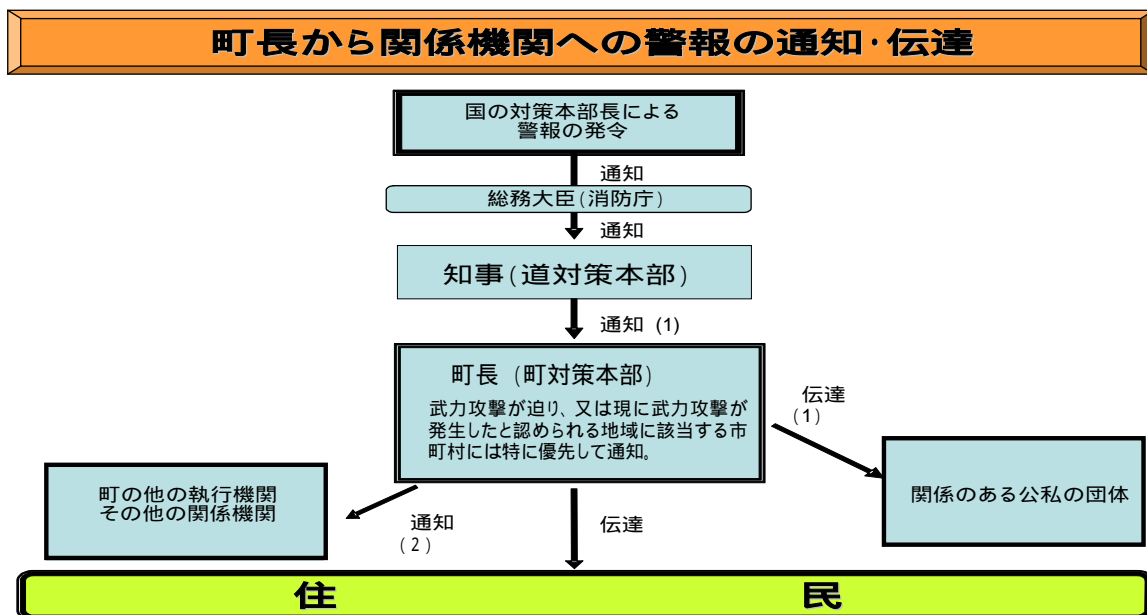 町長から関係機関への警報の通知・伝達
国の対策本部長による
警報の発令
通知
総務大臣(消防庁)
通知
知事(道対策本部)
通知 (1)
町長 (町対策本部)
武力攻撃が迫り、又は現に武力攻撃が
発生したと認められる地域に該当する市
町村には特に優先して通知。
伝達
(1)
町の他の執行機関
その他の関係機関
関係のある公私の団体
通知
(2)
伝達
住 民